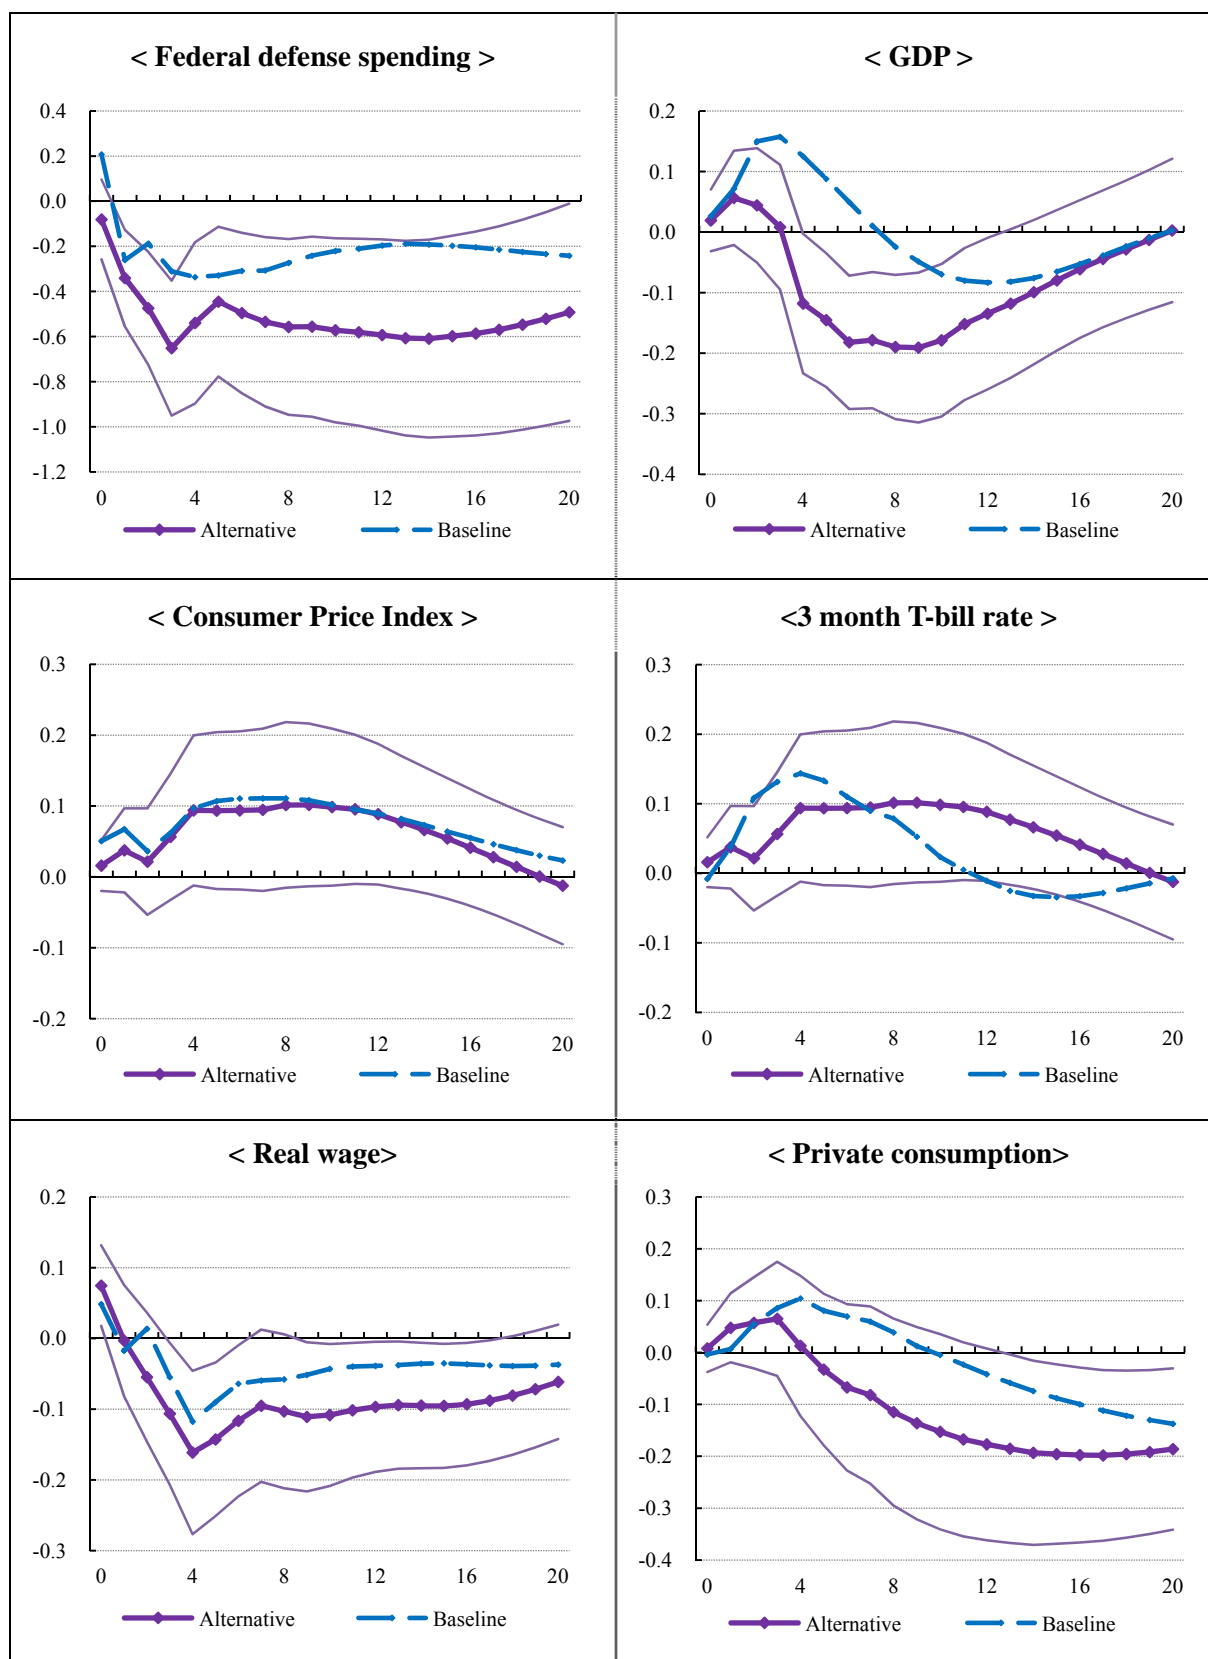 < Federal defense spending >
0.4
0.2
0.0
-0.2
-0.4
-0.6
-0.8
-1.0
-1.2
0 4 8 12 16 20
Alternative Baseline
< GDP >
0.2
0.1
0.0
-0.1
-0.2
-0.3
-0.4
0 4 8 12 16 20
Alternative Baseline
< Consumer Price Index >
0.3
0.2
0.1
0.0
-0.1
-0.2
0 4 8 12 16 20
Alternative Baseline
<3 month T-bill rate >
0.3
0.2
0.1
0.0
-0.1
-0.2
0 4 8 12 16 20
Alternative Baseline
< Real wage>
0.2
0.1
0.0
-0.1
-0.2
-0.3
0 4 8 12 16 20
Alternative Baseline
< Private consumption>
0.3
0.2
0.1
0.0
-0.1
-0.2
-0.3
-0.4
0 4 8 12 16 20
Alternative Baseline